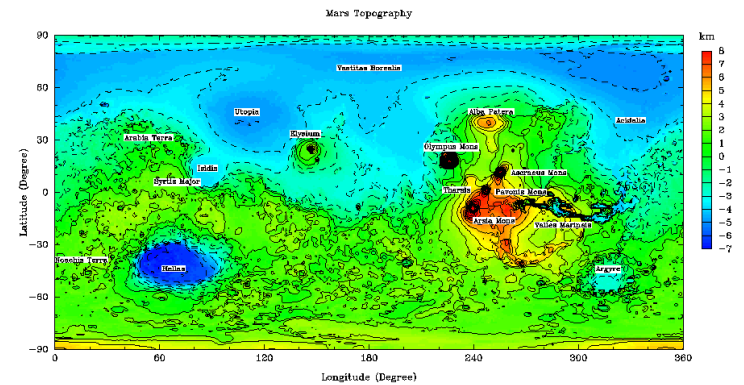 Mars Topography
km
90
60
30
0
−30
−60
−90
Latitude (Degree)
Vastitas Borealis
Utopia
Alba Patera
Acidalia
Elysium
Arabia Terra
Olympus Mons
Isidis
Ascraeus Mons
Syrtis Major
Tharsis
Pavonis Mons
Arsia Mons
Valles Marineris
Noachis Terra
Hellas
Argyre
8
7
6
5
4
3
2
1
0
−1
−2
−3
−4
−5
−6
−7
0
60
120
180
240
300
360
Longitude (Degree)